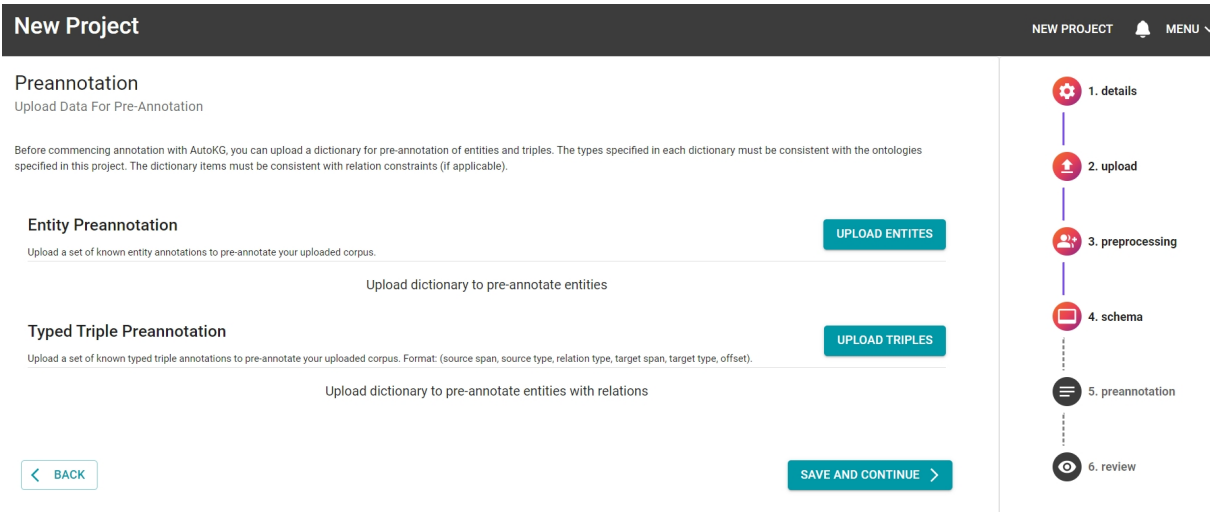 New Project
NEW PROJECT
MENU
Preannotation
Upload Data For Pre-Annotation
Before commencing annotation with AutoKG, you can upload a dictionary for pre-annotation of entities and triples. The types specified in each dictionary must be consistent with the ontologies
specified in this project. The dictionary items must be consistent with relation constraints (if applicable).
Entity Preannotation
UPLOAD ENTITES
Upload a set of known entity annotations to pre-annotate your uploaded corpus.
Upload dictionary to pre-annotate entities
Typed Triple Preannotation
UPLOAD TRIPLES
Upload a set of known typed triple annotations to pre-annotate your uploaded corpus. Format: (source span, source type, relation type, target span, target type, offset).
Upload dictionary to pre-annotate entities with relations
BACK
SAVE AND CONTINUE
1. details
2. upload
3. preprocessing
4. schema
5. preannotation
6. review